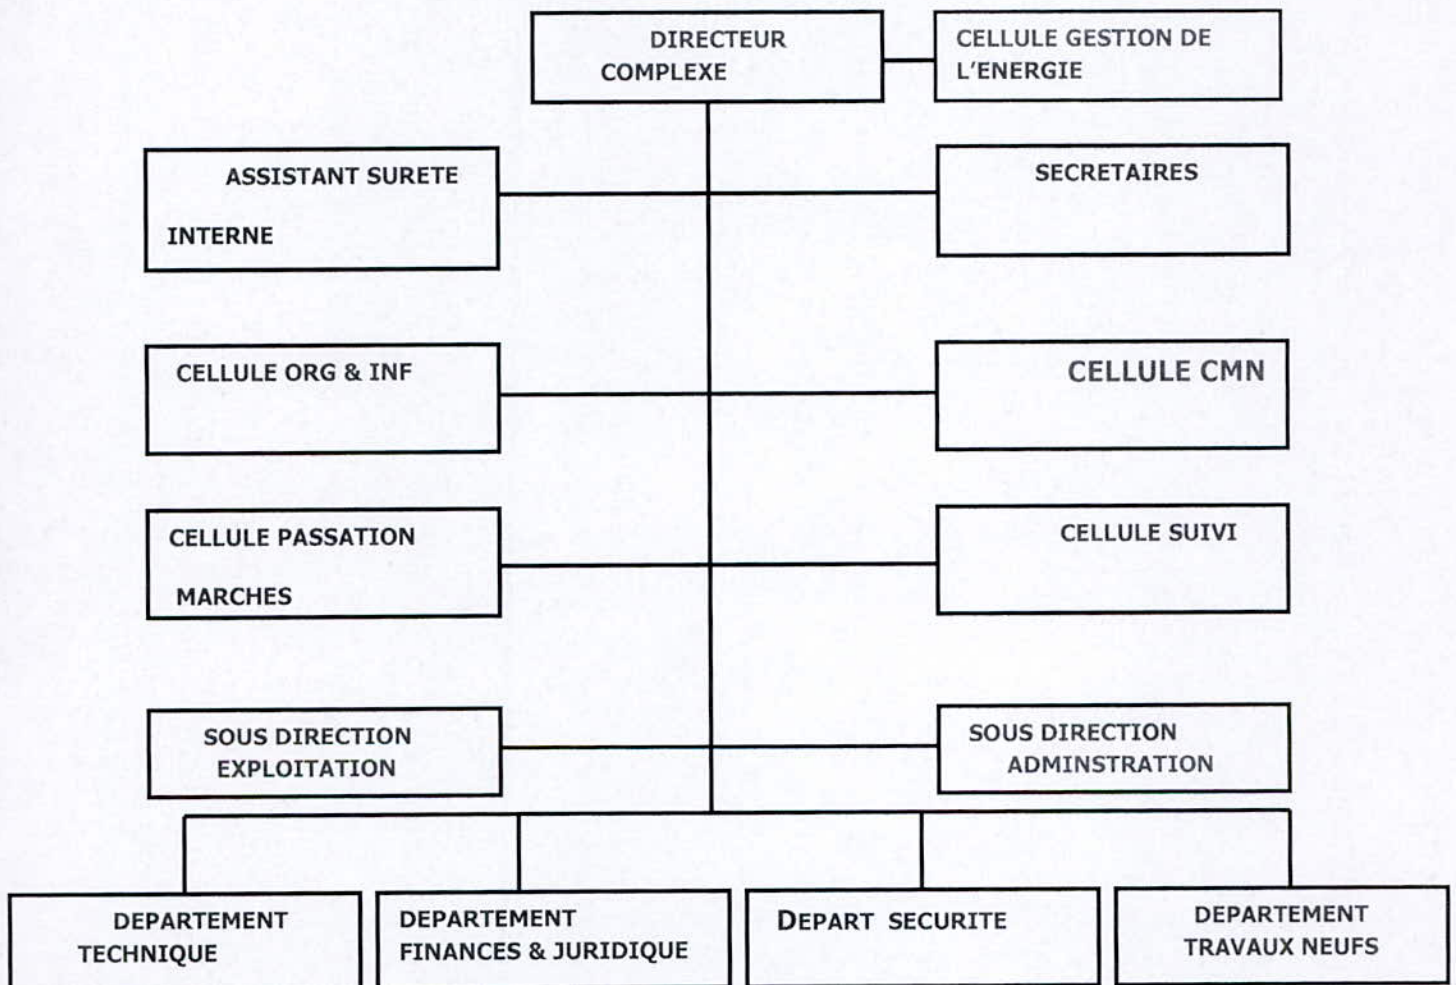 DIRECTEUR
COMPLEXE
CELLULE GESTION DE
L'ENERGIE
ASSISTANT SURETE
INTERNE
SECRETAIRES
CELLULE ORG & INF
CELLULE CMN
CELLULE PASSATION
MARCHES
CELLULE SUIVI
SOUS DIRECTION
EXPLOITATION
SOUS DIRECTION
ADMINSTRATION
DEPARTEMENT
TECHNIQUE
DEPARTEMENT
FINANCES & JURIDIQUE
DEPART SECURITE
DEPARTEMENT
TRAVAUX NEUFS